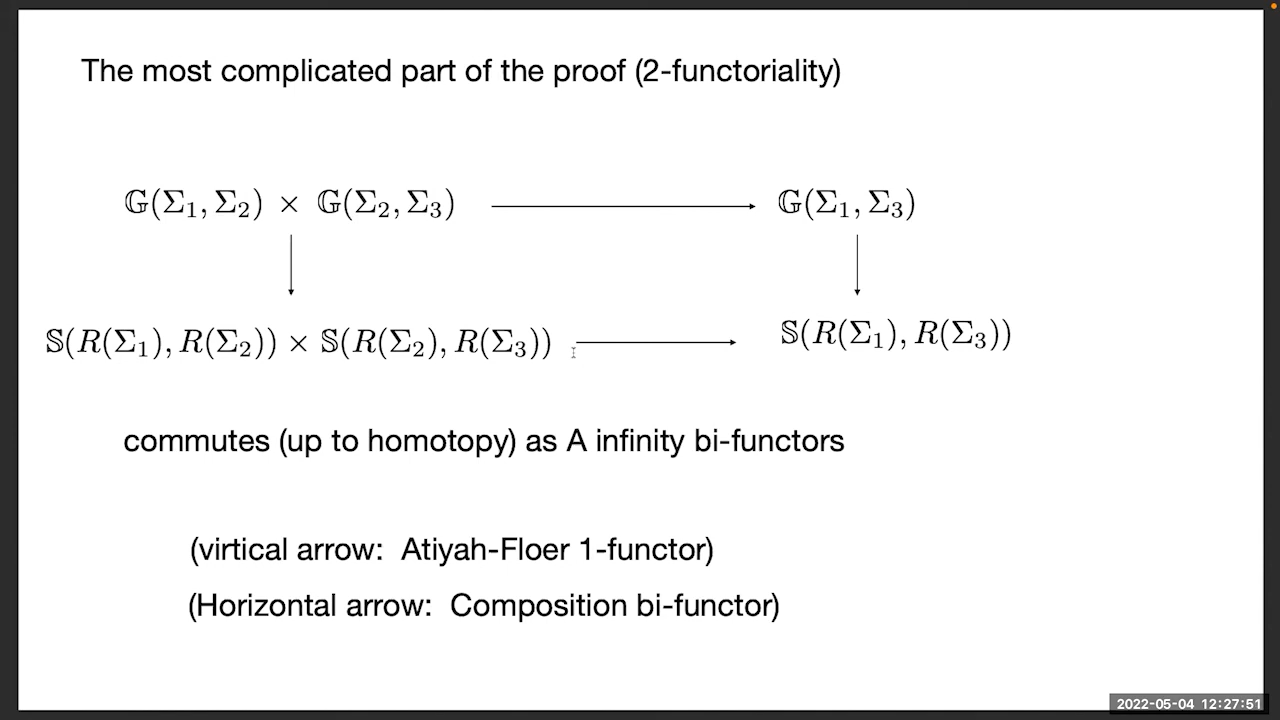 The most complicated part of the proof (2-functoriality)
𝔾(Σ₁, Σ₂) × 𝔾(Σ₂, Σ₃) 𝔾(Σ₁, Σ₃)
𝕊(R(Σ₁), R(Σ₂)) × 𝕊(R(Σ₂), R(Σ₃)) 𝕊(R(Σ₁), R(Σ₃))
commutes (up to homotopy) as A infinity bi-functors
(virtical arrow: Atiyah-Floer 1-functor)
(Horizontal arrow: Composition bi-functor)
2022-05-04 12:27:51